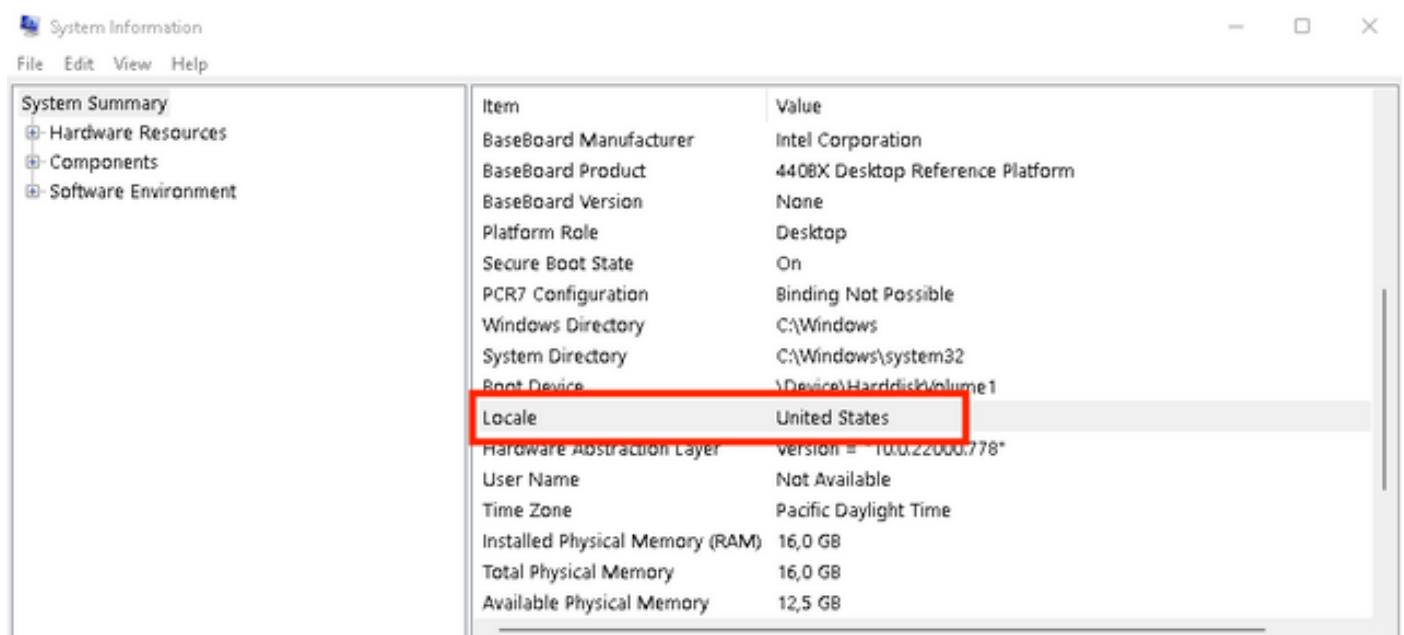 System Information
File Edit View Help
System Summary
Hardware Resources
Components
Software Environment
Item Value
BaseBoard Manufacturer Intel Corporation
BaseBoard Product 440BX Desktop Reference Platform
BaseBoard Version None
Platform Role Desktop
Secure Boot State On
PCR7 Configuration Binding Not Possible
Windows Directory C:\Windows
System Directory C:\Windows\system32
Boot Device \Device\HarddiskVolume1
Locale United States
Hardware Abstraction Layer Version = "10.0.22000.778"
User Name Not Available
Time Zone Pacific Daylight Time
Installed Physical Memory (RAM) 16,0 GB
Total Physical Memory 16,0 GB
Available Physical Memory 12,5 GB